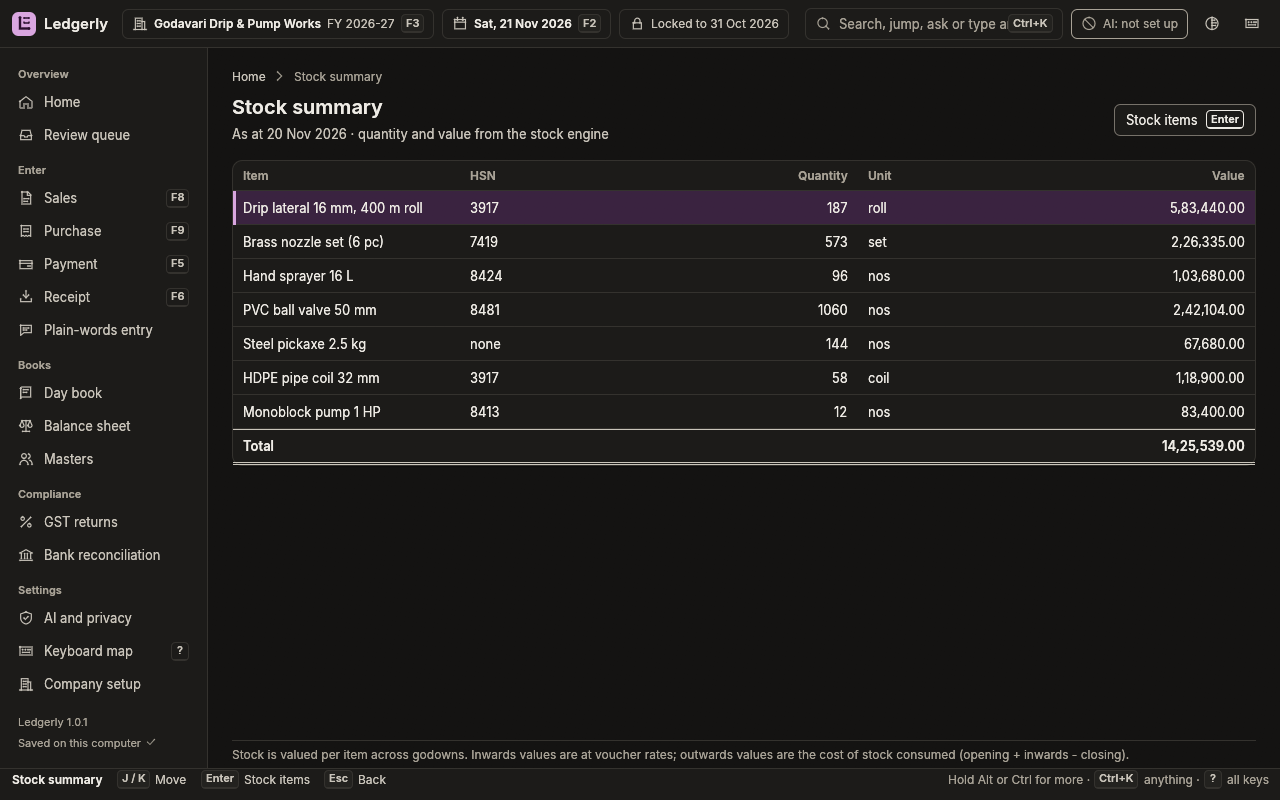 Ledgerly
Godavari Drip & Pump Works FY 2026-27 F3
Sat, 21 Nov 2026 F2
Locked to 31 Oct 2026
Search, jump, ask or type a Ctrl+K
AI: not set up
Overview
Home
Review queue
Enter
Sales F8
Purchase F9
Payment F5
Receipt F6
Plain-words entry
Books
Day book
Balance sheet
Masters
Compliance
GST returns
Bank reconciliation
Settings
AI and privacy
Keyboard map ?
Company setup
Ledgerly 1.0.1
Saved on this computer
Home Stock summary
Stock summary
As at 20 Nov 2026 · quantity and value from the stock engine
Stock items Enter
Item HSN Quantity Unit Value
Drip lateral 16 mm, 400 m roll 3917 187 roll 5,83,440.00
Brass nozzle set (6 pc) 7419 573 set 2,26,335.00
Hand sprayer 16 L 8424 96 nos 1,03,680.00
PVC ball valve 50 mm 8481 1060 nos 2,42,104.00
Steel pickaxe 2.5 kg none 144 nos 67,680.00
HDPE pipe coil 32 mm 3917 58 coil 1,18,900.00
Monoblock pump 1 HP 8413 12 nos 83,400.00
Total 14,25,539.00
Stock is valued per item across godowns. Inwards values are at voucher rates; outwards values are the cost of stock consumed (opening + inwards - closing).
Stock summary J / K Move Enter Stock items Esc Back
Hold Alt or Ctrl for more · Ctrl+K anything · ? all keys